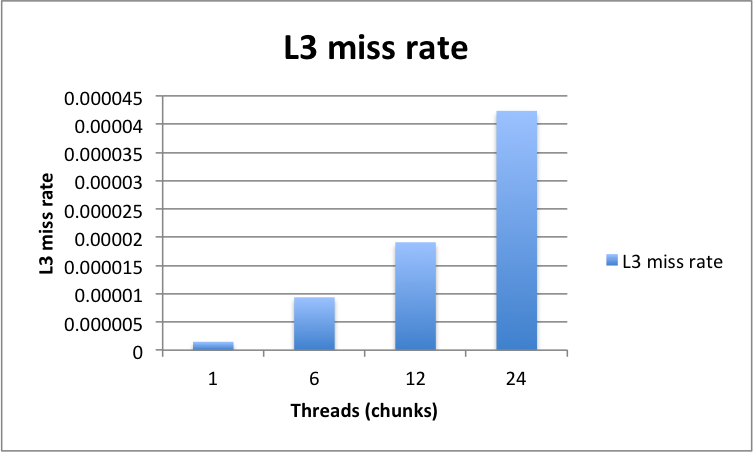 L3 miss rate
0.000045
0.00004
0.000035
0.00003
0.000025
0.00002
0.000015
0.00001
0.000005
0
L3 miss rate
1 6 12 24
Threads (chunks)
L3 miss rate